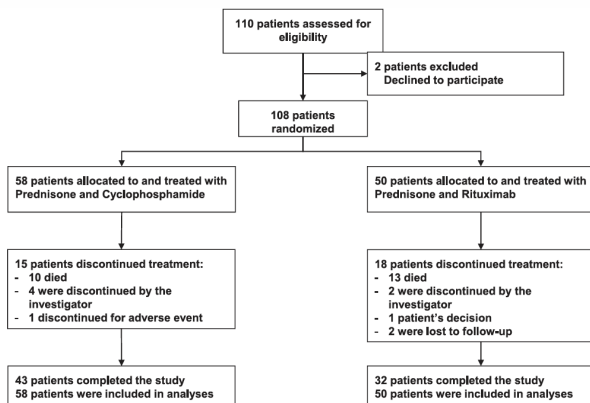 110 patients assessed for
eligibility
2 patients excluded
Declined to participate
108 patients
randomized
58 patients allocated to and treated with
Prednisone and Cyclophosphamide
50 patients allocated to and treated with
Prednisone and Rituximab
15 patients discontinued treatment:
- 10 died
- 4 were discontinued by the
investigator
- 1 discontinued for adverse event
18 patients discontinued treatment:
- 13 died
- 2 were discontinued by the
investigator
- 1 patient's decision
- 2 were lost to follow-up
43 patients completed the study
58 patients were included in analyses
32 patients completed the study
50 patients were included in analyses